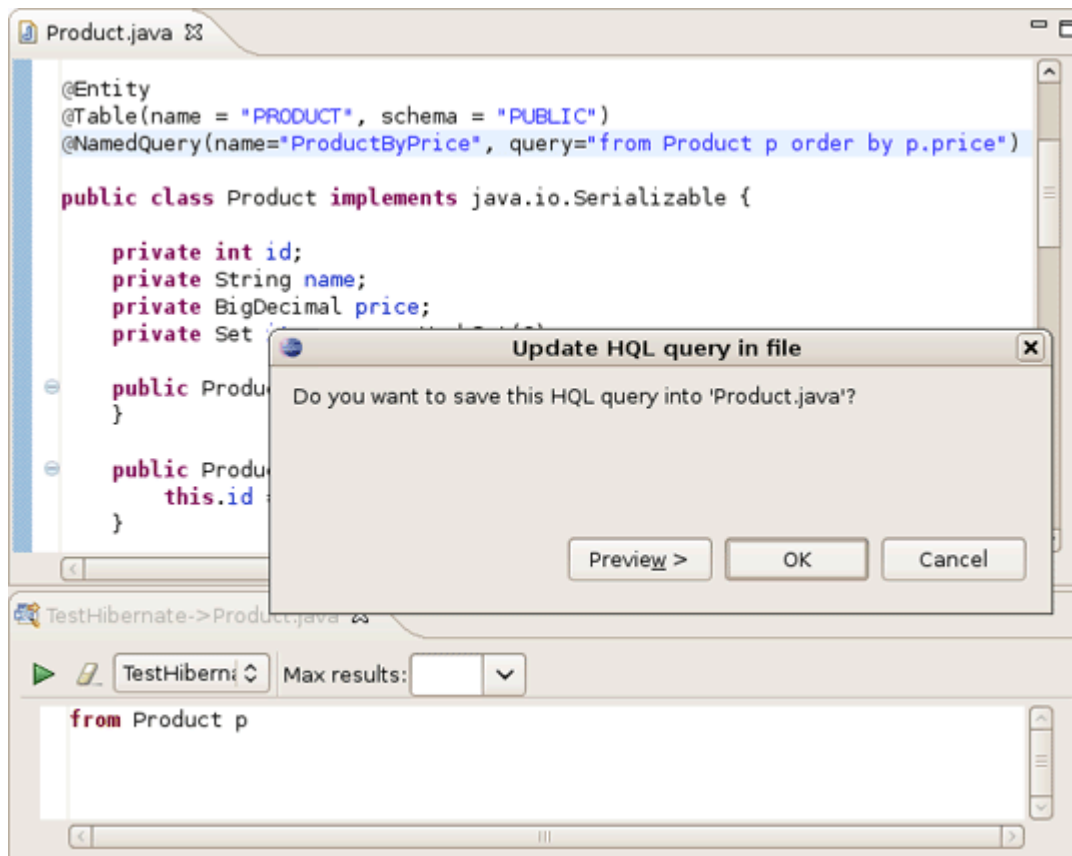 Product.java
@Entity
@Table(name = "PRODUCT", schema = "PUBLIC")
@NamedQuery(name="ProductByPrice", query="from Product p order by p.price")
public class Product implements java.io.Serializable {
private int id;
private String name;
private BigDecimal price;
private Set
public Produ
}
public Produ
this.id
}
Update HQL query in file
Do you want to save this HQL query into 'Product.java'?
Preview >
OK
Cancel
TestHibernate->Product.java
TestHiberna
Max results:
from Product p